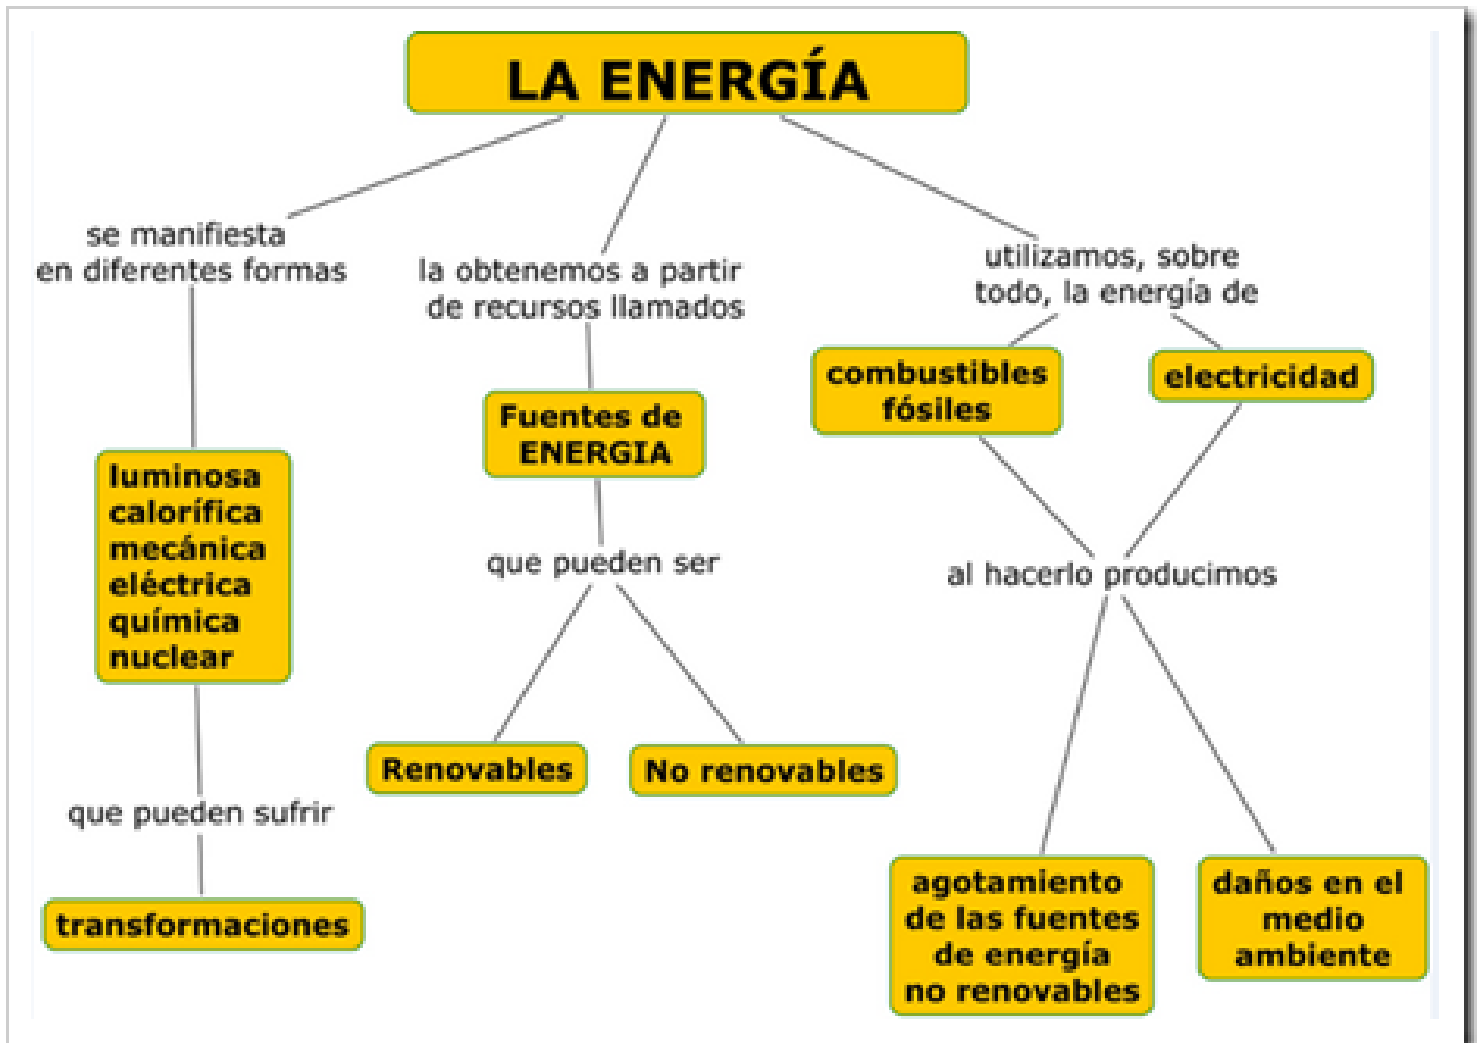 LA ENERGÍA
se manifiesta
en diferentes formas
luminosa
calorífica
mecánica
eléctrica
química
nuclear
que pueden sufrir
transformaciones
la obtenemos a partir
de recursos llamados
Fuentes de
ENERGIA
que pueden ser
Renovables
No renovables
utilizamos, sobre
todo, la energía de
combustibles
fósiles
electricidad
al hacerlo producimos
agotamiento
de las fuentes
de energía
no renovables
daños en el
medio
ambiente